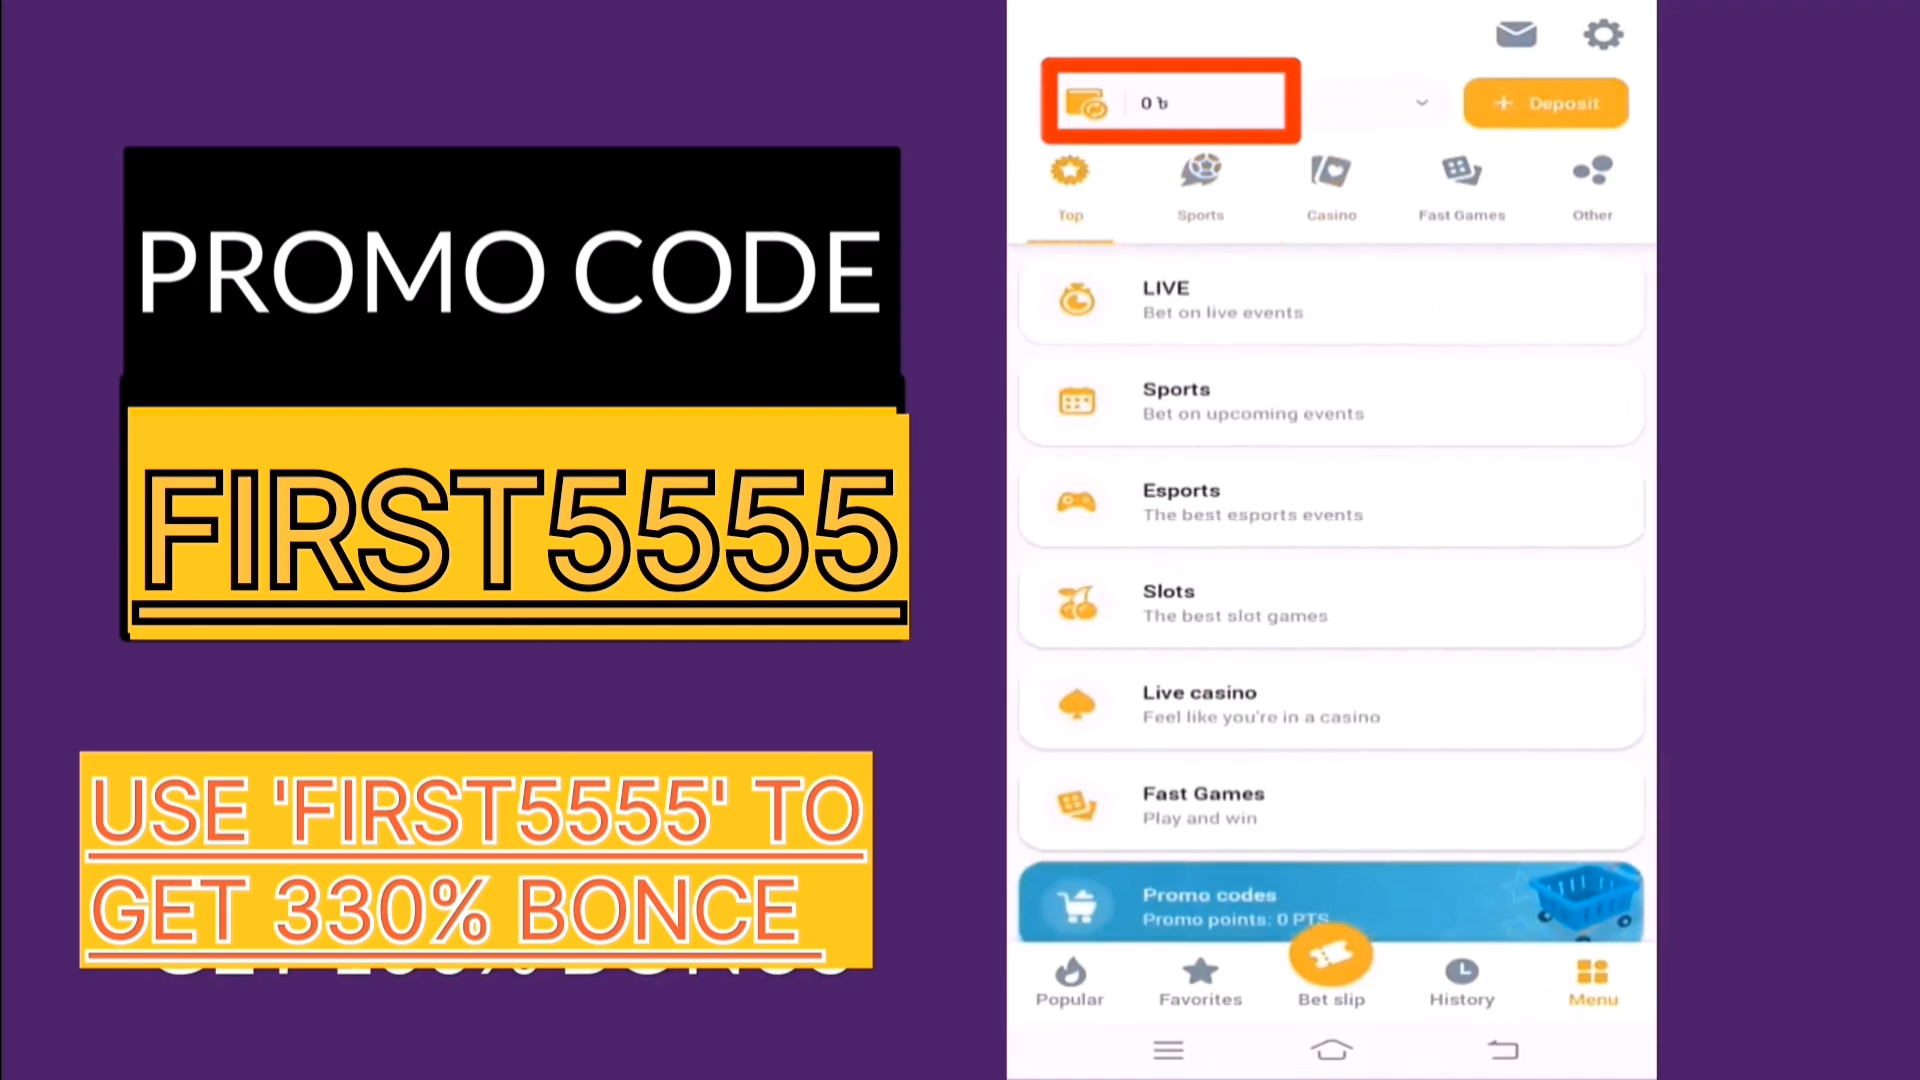 PROMO CODE
FIRST5555
USE 'FIRST5555' TO
GET 330% BONCE
0 ৳
+ Deposit
Top
Sports
Casino
Fast Games
Other
LIVE
Bet on live events
Sports
Bet on upcoming events
Esports
The best esports events
Slots
The best slot games
Live casino
Feel like you're in a casino
Fast Games
Play and win
Promo codes
Promo points: 0 PTS
Popular
Favorites
Bet slip
History
Menu